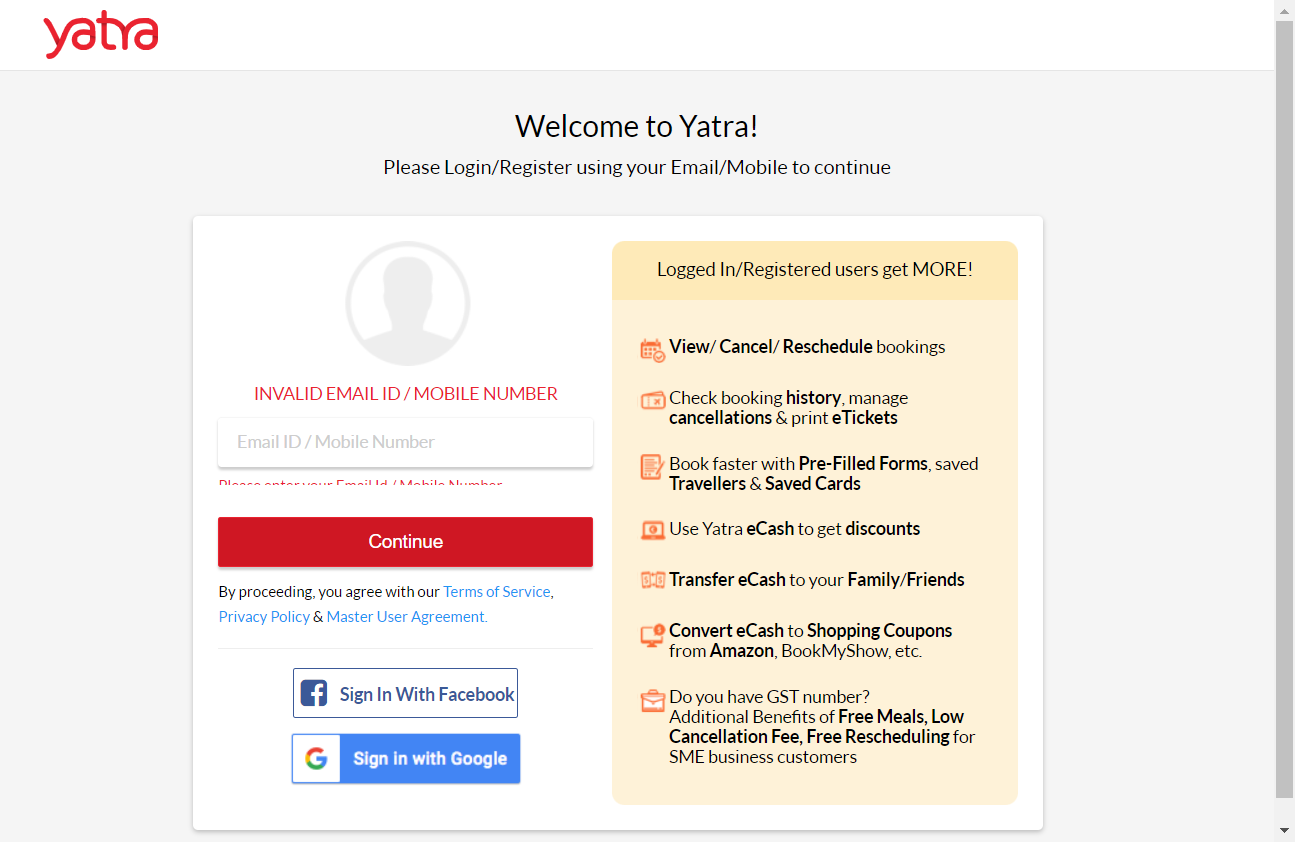 yatra
Welcome to Yatra!
Please Login/Register using your Email/Mobile to continue
INVALID EMAIL ID / MOBILE NUMBER
Email ID / Mobile Number
Please enter your Email Id / Mobile Number
Continue
By proceeding, you agree with our Terms of Service,
Privacy Policy & Master User Agreement.
Sign In With Facebook
Sign in with Google
Logged In/Registered users get MORE!
View/ Cancel/ Reschedule bookings
Check booking history, manage
cancellations & print eTickets
Book faster with Pre-Filled Forms, saved
Travellers & Saved Cards
Use Yatra eCash to get discounts
Transfer eCash to your Family/Friends
Convert eCash to Shopping Coupons
from Amazon, BookMyShow, etc.
Do you have GST number?
Additional Benefits of Free Meals, Low
Cancellation Fee, Free Rescheduling for
SME business customers